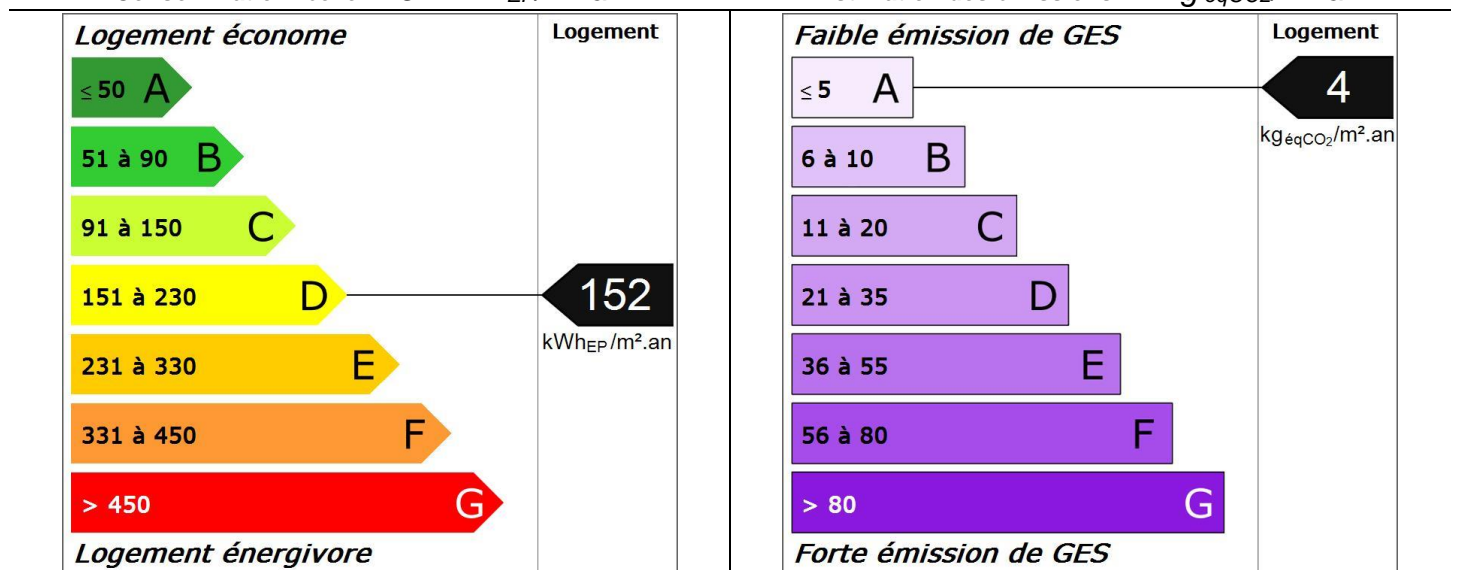 Logement économe
Logement
≤ 50 A
51 à 90 B
91 à 150 C
151 à 230 D
152
kWhEP/m².an
231 à 330 E
331 à 450 F
> 450 G
Logement énergivore
Faible émission de GES
Logement
≤ 5 A
4
kgéqCO₂/m².an
6 à 10 B
11 à 20 C
21 à 35 D
36 à 55 E
56 à 80 F
> 80 G
Forte émission de GES